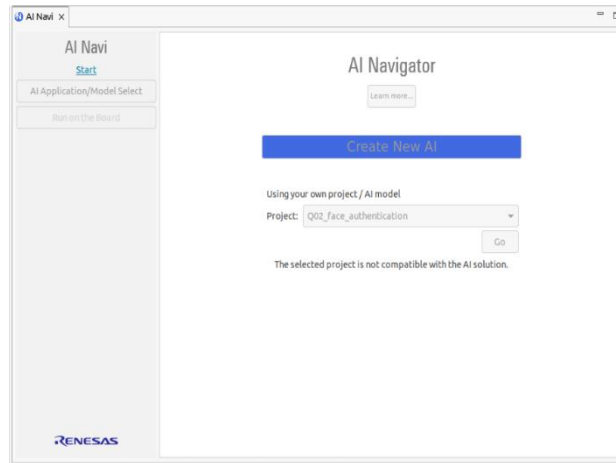 AI Navi
AI Navi
Start
AI Application/Model Select
Run on the Board
RENESAS
AI Navigator
Learn more...
Create New AI
Using your own project / AI model
Project: Q02_face_authentication
Go
The selected project is not compatible with the AI solution.